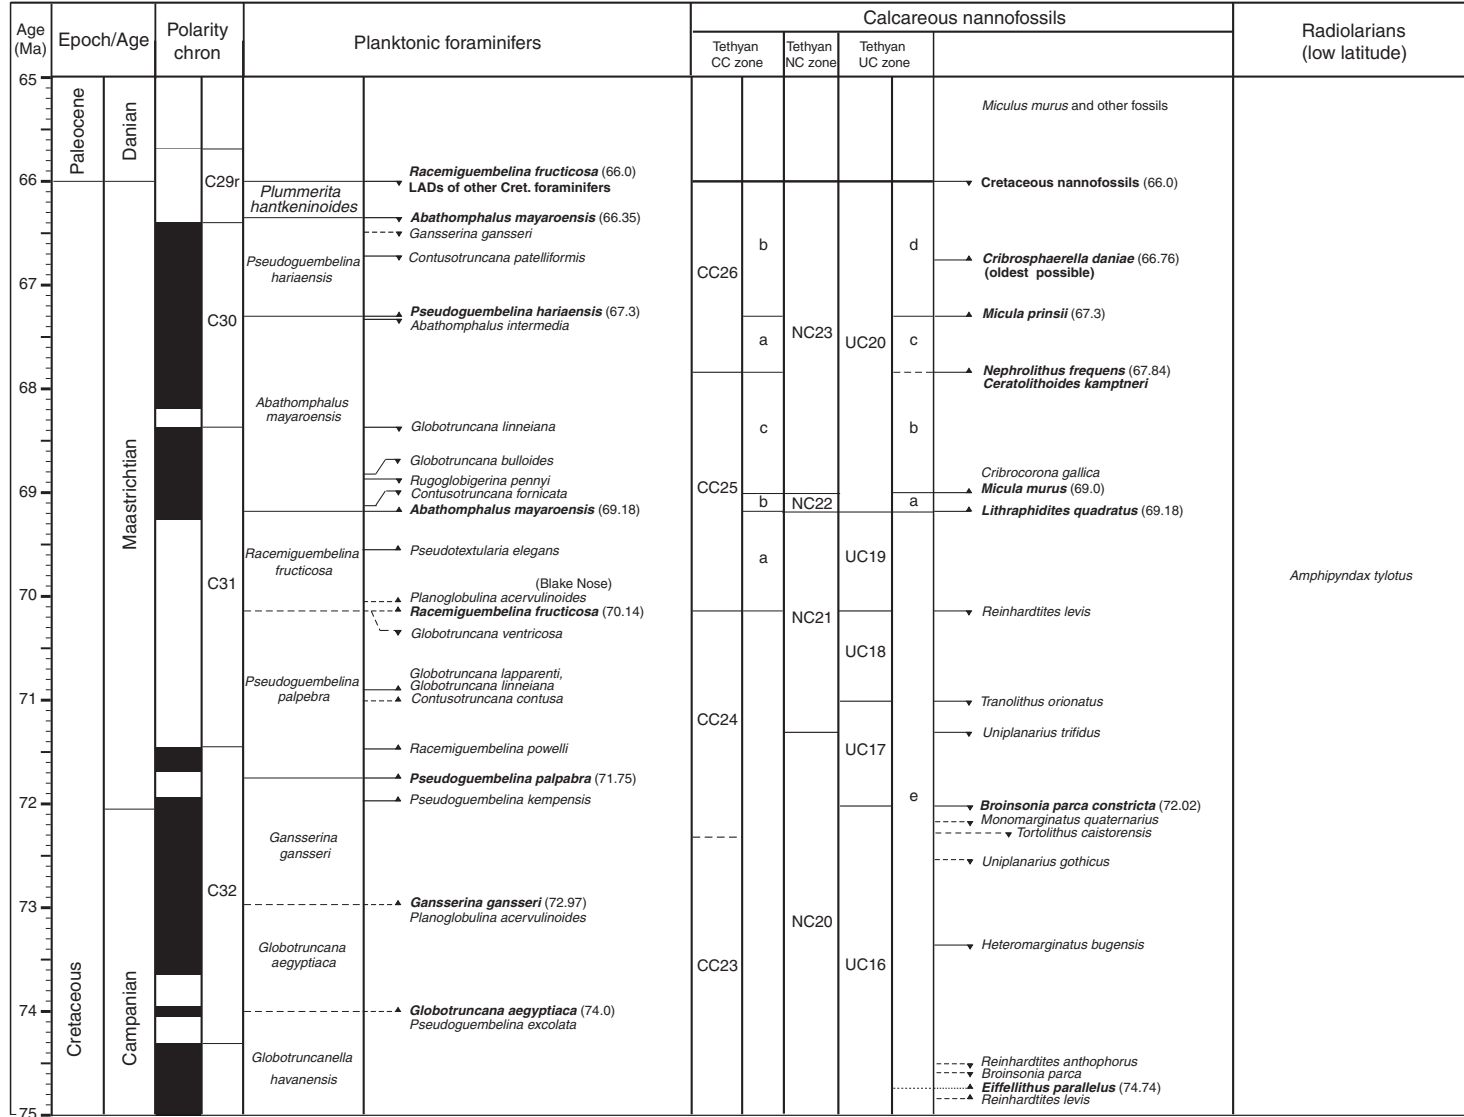 Age
(Ma)
Epoch/Age
Polarity
chron
Planktonic foraminifers
Calcareous nannofossils
Tethyan
CC zone
Tethyan
NC zone
Tethyan
UC zone
Radiolarians
(low latitude)
65
66
67
68
69
70
71
72
73
74
75
Paleocene
Cretaceous
Danian
Maastrichtian
Campanian
C29r
C30
C31
C32
Plummerita
hantkeninoides
Pseudoguembelina
hariaensis
Abathomphalus
mayaroensis
Racemiguembelina
fructicosa
Pseudoguembelina
palpebra
Gansserina
gansseri
Globotruncana
aegyptiaca
Globotruncanella
havanensis
Racemiguembelina fructicosa (66.0)
LADs of other Cret. foraminifers
Abathomphalus mayaroensis (66.35)
Gansserina gansseri
Contusotruncana patelliformis
Pseudoguembelina hariaensis (67.3)
Abathomphalus intermedia
Globotruncana linneiana
Globotruncana bulloides
Rugoglobigerina pennyi
Contusotruncana fornicata
Abathomphalus mayaroensis (69.18)
Pseudotextularia elegans
(Blake Nose)
Planoglobulina acervulinoides
Racemiguembelina fructicosa (70.14)
Globotruncana ventricosa
Globotruncana lapparenti,
Globotruncana linneiana
Contusotruncana contusa
Racemiguembelina powelli
Pseudoguembelina palpabra (71.75)
Pseudoguembelina kempensis
Gansserina gansseri (72.97)
Planoglobulina acervulinoides
Globotruncana aegyptiaca (74.0)
Pseudoguembelina excolata
CC26
CC25
CC24
CC23
b
a
c
b
a
NC23
NC22
NC21
NC20
UC20
UC19
UC18
UC17
UC16
d
c
b
a
e
Miculus murus and other fossils
Cretaceous nannofossils (66.0)
Cribrosphaerella daniae (66.76)
(oldest possible)
Micula prinsii (67.3)
Nephrolithus frequens (67.84)
Ceratolithoides kamptneri
Cribrocorona gallica
Micula murus (69.0)
Lithraphidites quadratus (69.18)
Reinhardtites levis
Tranolithus orionatus
Uniplanarius trifidus
Broinsonia parca constricta (72.02)
Monomarginatus quaternarius
Tortolithus caistorensis
Uniplanarius gothicus
Heteromarginatus bugensis
Reinhardtites anthophorus
Broinsonia parca
Eiffellithus parallelus (74.74)
Reinhardtites levis
Amphipyndax tylotus